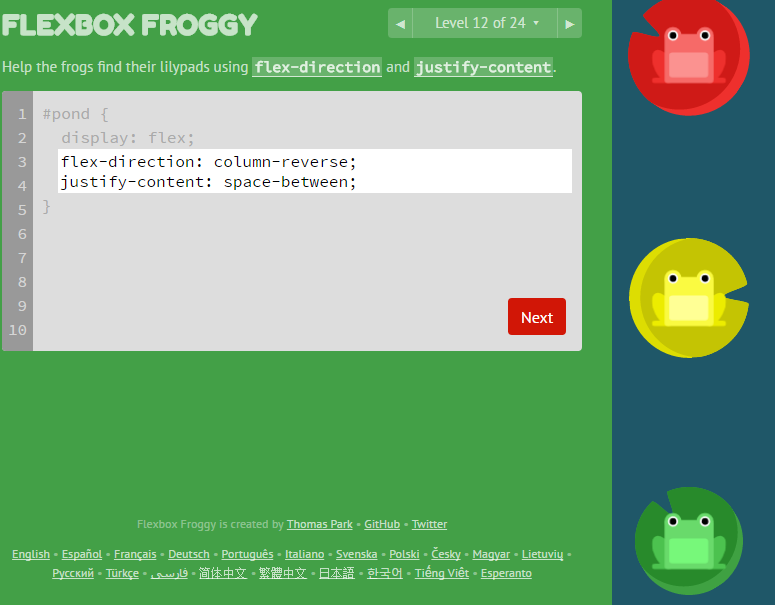 FLEXBOX FROGGY
◀ Level 12 of 24 ▾ ▶
Help the frogs find their lilypads using flex-direction and justify-content.
1 #pond {
2 display: flex;
3 flex-direction: column-reverse;
4 justify-content: space-between;
5 }
6
7
8
9
10
Next
Flexbox Froggy is created by Thomas Park • GitHub • Twitter
English • Español • Français • Deutsch • Português • Italiano • Svenska • Polski • Česky • Magyar • Lietuvių •
Русский • Türkçe • فارسی • 简体中文 • 繁體中文 • 日本語 • 한국어 • Tiếng Việt • Esperanto